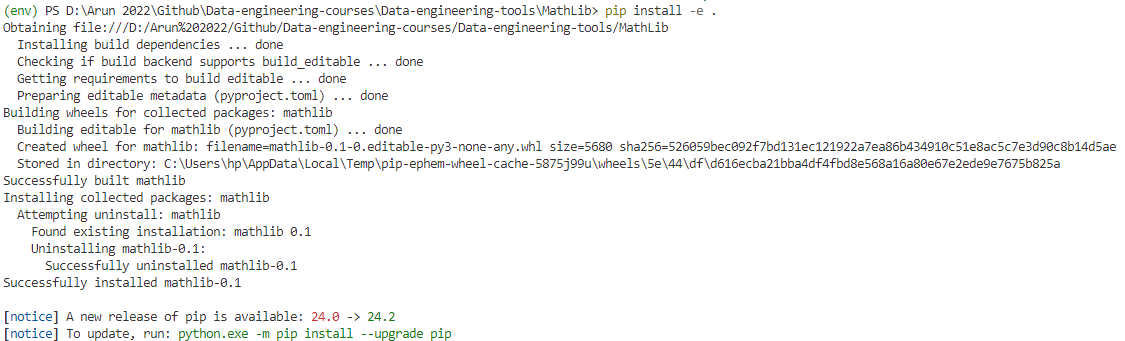 (env) PS D:\Arun 2022\Github\Data-engineering-courses\Data-engineering-tools\MathLib> pip install -e .
Obtaining file:///D:/Arun%202022/Github/Data-engineering-courses/Data-engineering-tools/MathLib
  Installing build dependencies ... done
  Checking if build backend supports build_editable ... done
  Getting requirements to build editable ... done
  Preparing editable metadata (pyproject.toml) ... done
Building wheels for collected packages: mathlib
  Building editable for mathlib (pyproject.toml) ... done
  Created wheel for mathlib: filename=mathlib-0.1-0.editable-py3-none-any.whl size=5680 sha256=526059bec092f7bd131ec121922a7ea86b434910c51e8ac5c7e3d90c8b14d5ae
  Stored in directory: C:\Users\hp\AppData\Local\Temp\pip-ephem-wheel-cache-5875j99u\wheels\5e\44\df\d616ecba21bba4df4fbd8e568a16a80e67e2ede9e7675b825a
Successfully built mathlib
Installing collected packages: mathlib
  Attempting uninstall: mathlib
    Found existing installation: mathlib 0.1
    Uninstalling mathlib-0.1:
      Successfully uninstalled mathlib-0.1
Successfully installed mathlib-0.1

[notice] A new release of pip is available: 24.0 -> 24.2
[notice] To update, run: python.exe -m pip install --upgrade pip